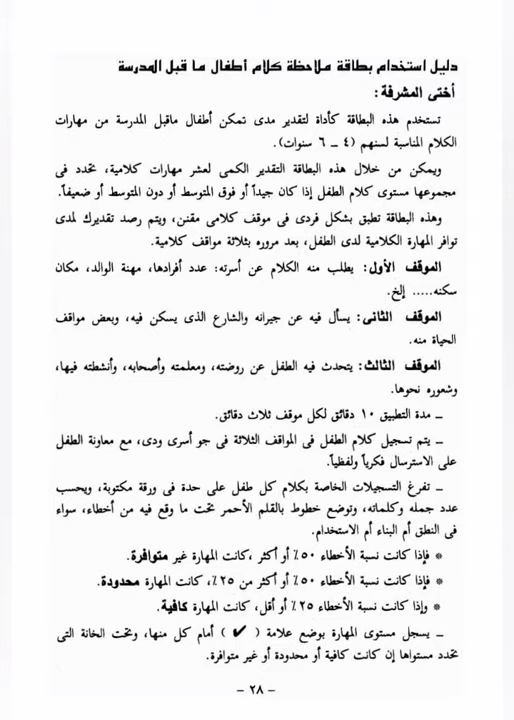 دليل استخدام بطاقة ملاحظة كلام أطفال ما قبل المدرسة
أختى المشرفة :
تستخدم هذه البطاقة كأداة لتقدير مدى تمكن أطفال ماقبل المدرسة من مهارات
الكلام المناسبة لسنهم (٤ ــ ٦ سنوات).
ويمكن من خلال هذه البطاقة التقدير الكمى لعشر مهارات كلامية، تحدد فى
مجموعها مستوى كلام الطفل إذا كان جيداً أو فوق المتوسط أو دون المتوسط أو ضعيفاً.
وهذه البطاقة تطبق بشكل فردى فى موقف كلامى مقنن، ويتم رصد تقديرك لمدى
توافر المهارة الكلامية لدى الطفل، بعد مروره بثلاثة مواقف كلامية.
الموقف الأول: يطلب منه الكلام عن أسرته: عدد أفرادها، مهنة الوالد، مكان
سكنه..... إلخ.
الموقف الثانى: يسأل فيه عن جيرانه والشارع الذى يسكن فيه، وبعض مواقف
الحياة منه.
الموقف الثالث: يتحدث فيه الطفل عن روضته، ومعلمته وأصحابه، وأنشطته فيها،
وشعوره نحوها.
ــ مدة التطبيق ١٠ دقائق لكل موقف ثلاث دقائق.
ــ يتم تسجيل كلام الطفل فى المواقف الثلاثة فى جو أسرى ودى، مع معاونة الطفل
على الاسترسال فكرياً ولفظياً.
ــ تفرغ التسجيلات الخاصة بكلام كل طفل على حدة فى ورقة مكتوبة، ويحسب
عدد جمله وكلماته، وتوضع خطوط بالقلم الأحمر تحت ما وقع فيه من أخطاء، سواء
فى النطق أم البناء أم الاستخدام.
* فإذا كانت نسبة الأخطاء ٥٠٪ أو أكثر ،كانت المهارة غير متوافرة.
* فإذا كانت نسبة الأخطاء ٥٠٪ أو أكثر من ٢٥٪، كانت المهارة محدودة.
* وإذا كانت نسبة الأخطاء ٢٥٪ أو أقل، كانت المهارة كافية.
ــ يسجل مستوى المهارة بوضع علامة ( ✔ ) أمام كل منها، وتحت الخانة التى
تحدد مستواها إن كانت كافية أو محدودة أو غير متوافرة.
ــ ٢٨ ــ